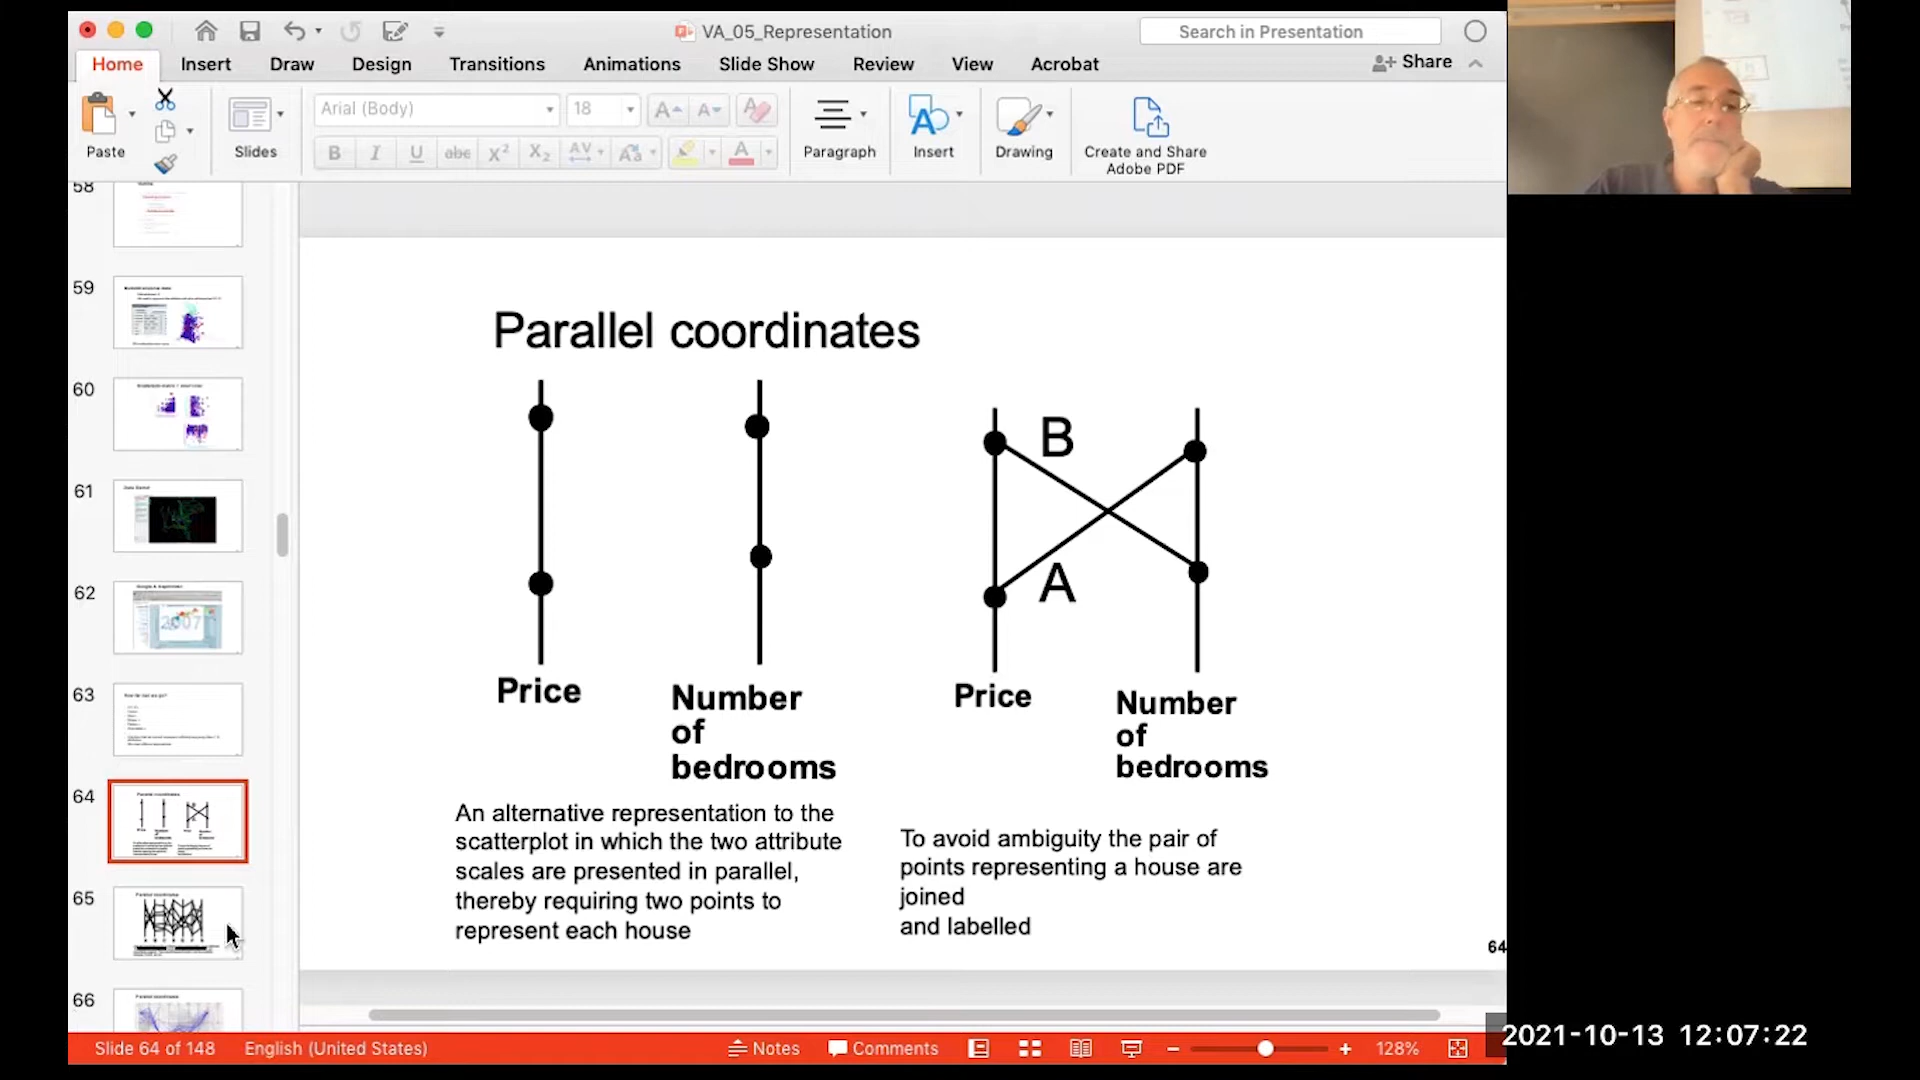 VA_05_Representation
Search in Presentation
Home Insert Draw Design Transitions Animations Slide Show Review View Acrobat
Share
Paste
Slides
Arial (Body)
18
B I U abc X² X₂ AV Aa A
Paragraph
Insert
Drawing
Create and Share
Adobe PDF
58
59
60
61
62
63
64
65
66
Parallel coordinates
B
A
Price
Number
of
bedrooms
Price
Number
of
bedrooms
An alternative representation to the
scatterplot in which the two attribute
scales are presented in parallel,
thereby requiring two points to
represent each house
To avoid ambiguity the pair of
points representing a house are
joined
and labelled
64
Slide 64 of 148
English (United States)
Notes
Comments
128%
2021-10-13 12:07:22